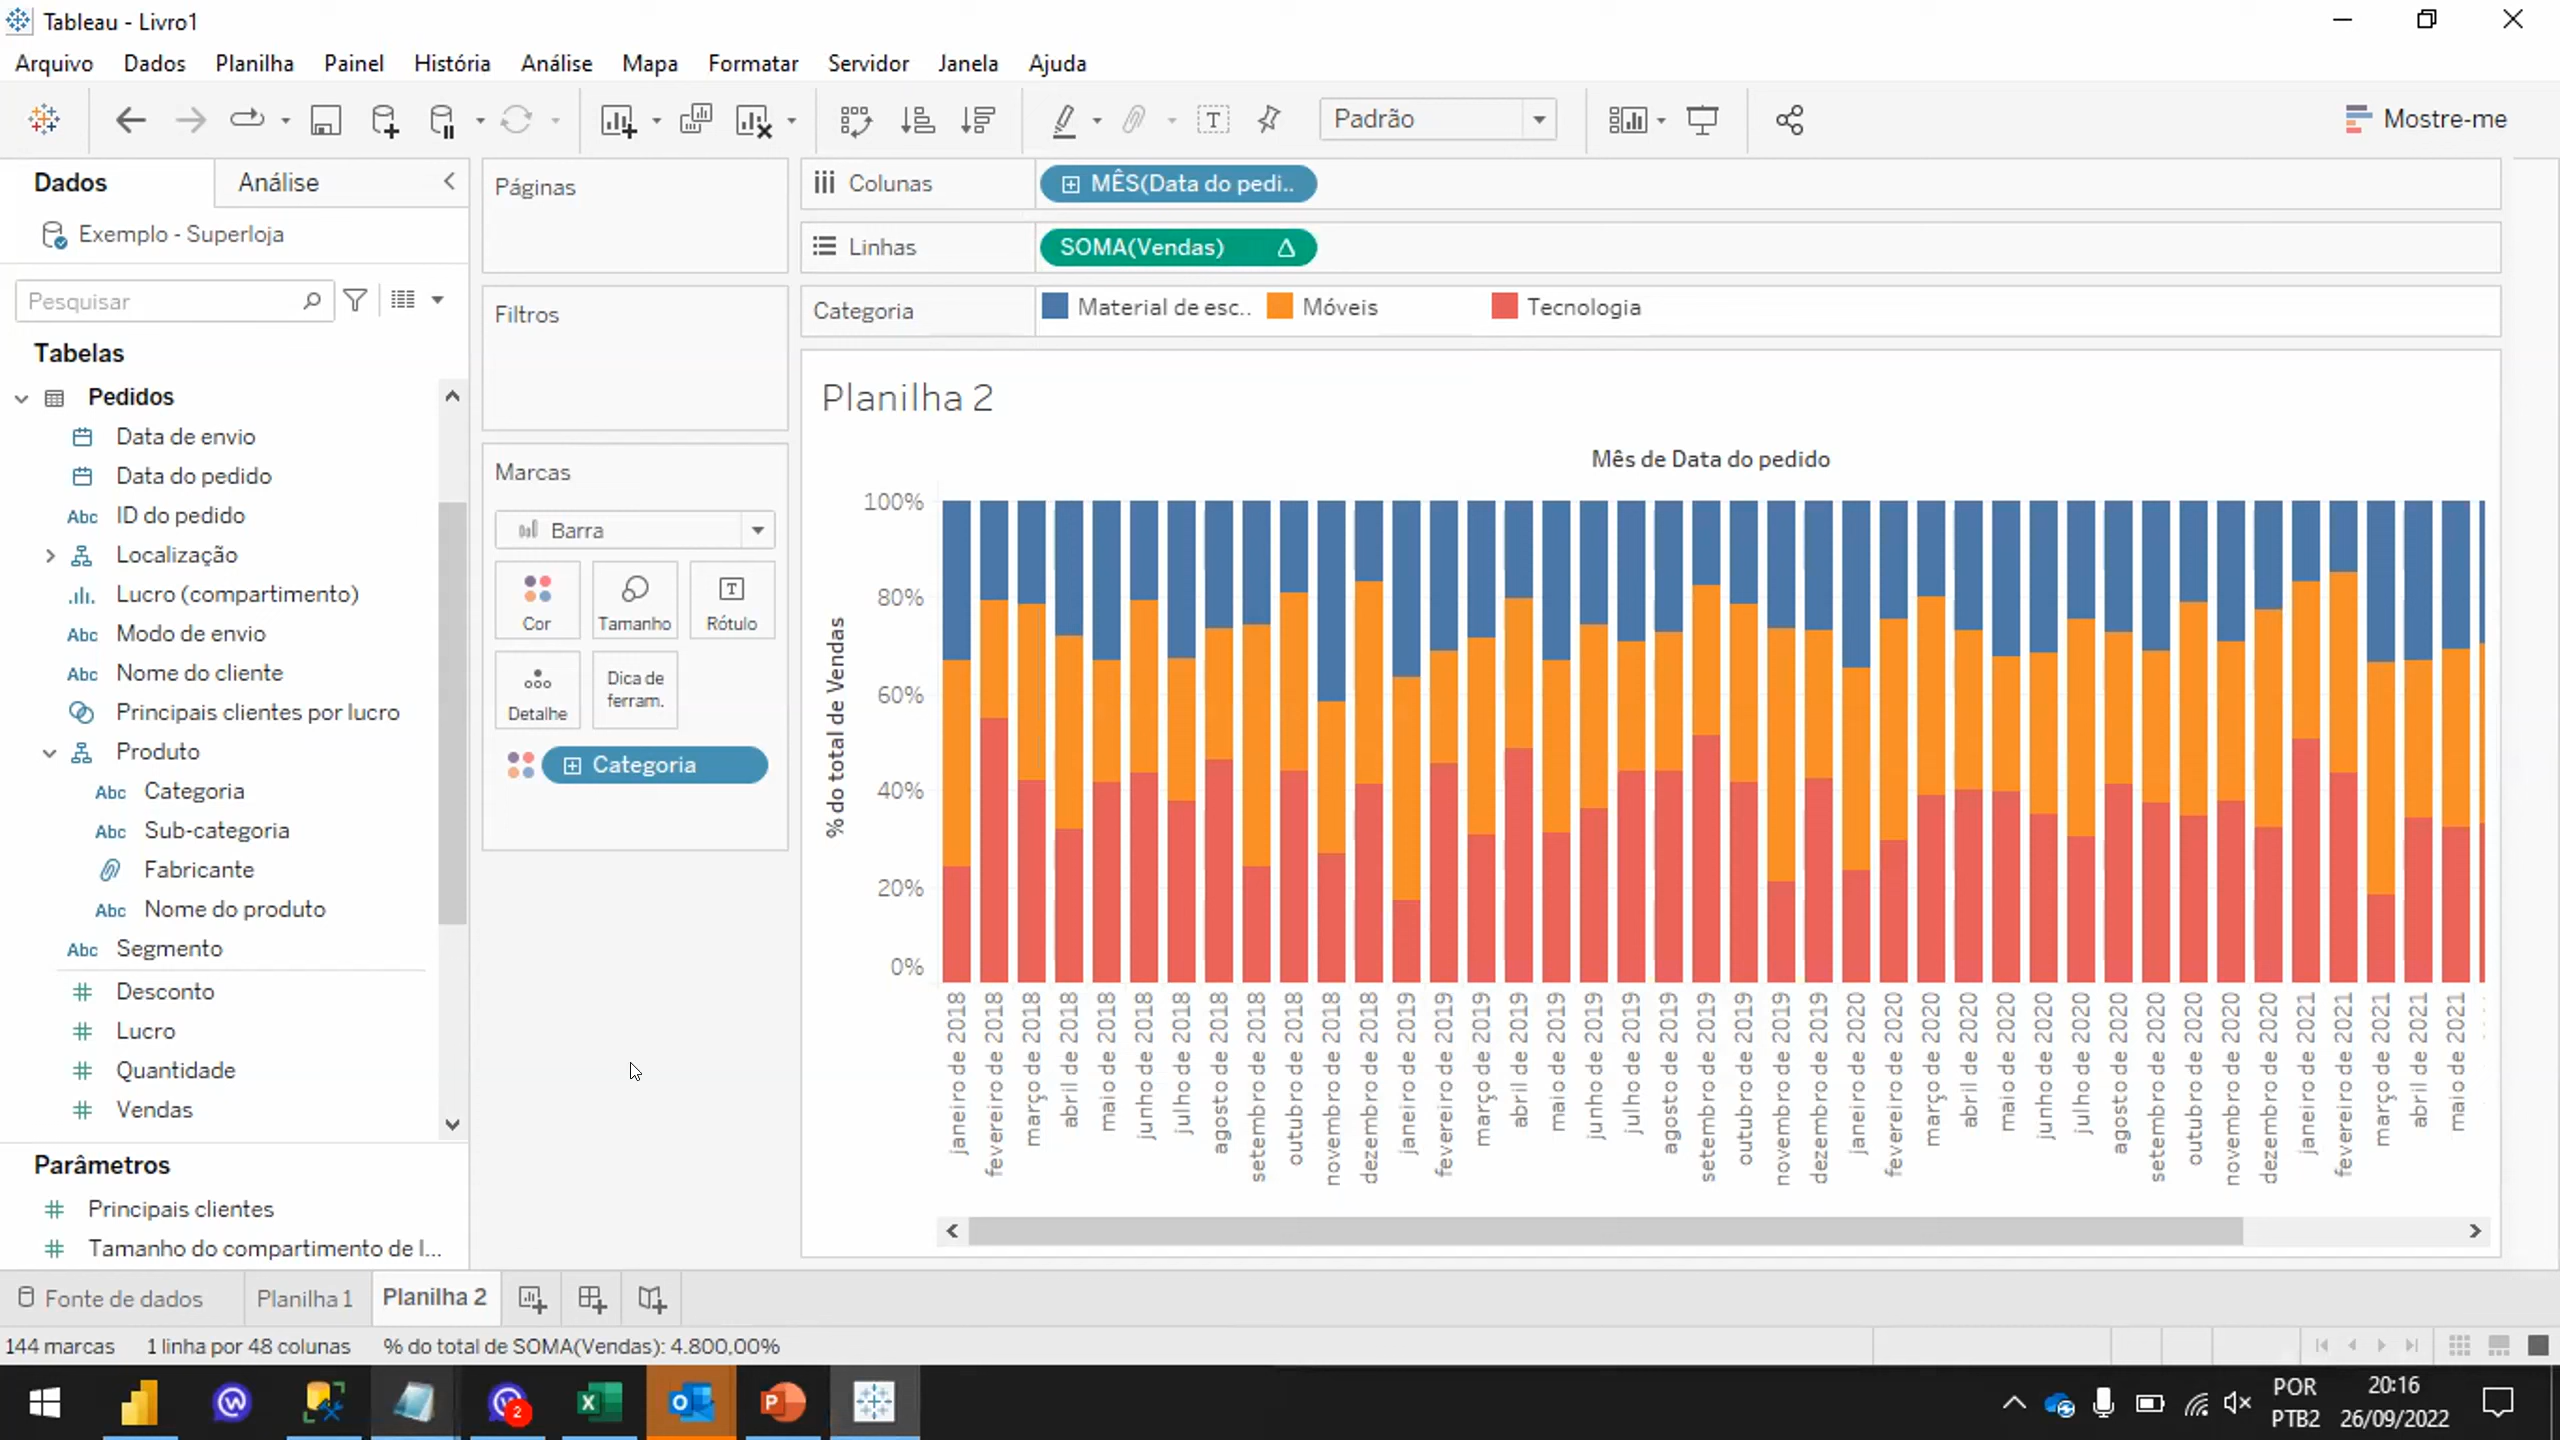 Tableau - Livro1
Arquivo Dados Planilha Painel História Análise Mapa Formatar Servidor Janela Ajuda
Padrão
Mostre-me
Dados
Análise
Exemplo - Superloja
Pesquisar
Tabelas
Pedidos
Data de envio
Data do pedido
Abc ID do pedido
Localização
Lucro (compartimento)
Abc Modo de envio
Abc Nome do cliente
Principais clientes por lucro
Produto
Abc Categoria
Abc Sub-categoria
Fabricante
Abc Nome do produto
Abc Segmento
# Desconto
# Lucro
# Quantidade
# Vendas
Parâmetros
# Principais clientes
# Tamanho do compartimento de l...
Páginas
Filtros
Marcas
Barra
Cor
Tamanho
Rótulo
Detalhe
Dica de
ferram.
Categoria
Colunas
MÊS(Data do pedi..
Linhas
SOMA(Vendas)
Categoria
Material de esc..
Móveis
Tecnologia
Planilha 2
Mês de Data do pedido
% do total de Vendas
100%
80%
60%
40%
20%
0%
janeiro de 2018
fevereiro de 2018
março de 2018
abril de 2018
maio de 2018
junho de 2018
julho de 2018
agosto de 2018
setembro de 2018
outubro de 2018
novembro de 2018
dezembro de 2018
janeiro de 2019
fevereiro de 2019
março de 2019
abril de 2019
maio de 2019
junho de 2019
julho de 2019
agosto de 2019
setembro de 2019
outubro de 2019
novembro de 2019
dezembro de 2019
janeiro de 2020
fevereiro de 2020
março de 2020
abril de 2020
maio de 2020
junho de 2020
julho de 2020
agosto de 2020
setembro de 2020
outubro de 2020
novembro de 2020
dezembro de 2020
janeiro de 2021
fevereiro de 2021
março de 2021
abril de 2021
maio de 2021
Fonte de dados
Planilha 1
Planilha 2
144 marcas
1 linha por 48 colunas
% do total de SOMA(Vendas): 4.800,00%
2
POR
PTB2
20:16
26/09/2022